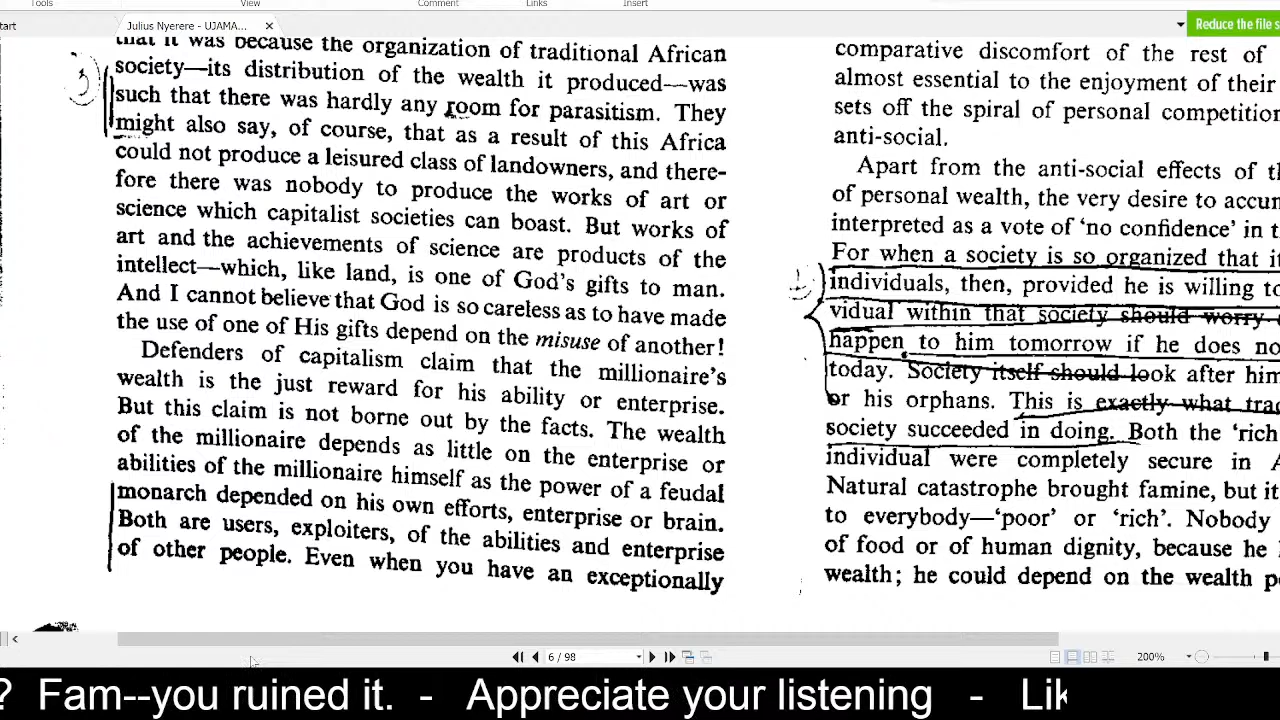 Tools
View
Comment
Links
Insert
tart
Julius Nyerere - UJAMA...
Reduce the file s
that it was because the organization of traditional African
society—its distribution of the wealth it produced—was
such that there was hardly any room for parasitism. They
might also say, of course, that as a result of this Africa
could not produce a leisured class of landowners, and there-
fore there was nobody to produce the works of art or
science which capitalist societies can boast. But works of
art and the achievements of science are products of the
intellect—which, like land, is one of God's gifts to man.
And I cannot believe that God is so careless as to have made
the use of one of His gifts depend on the misuse of another!
Defenders of capitalism claim that the millionaire's
wealth is the just reward for his ability or enterprise.
But this claim is not borne out by the facts. The wealth
of the millionaire depends as little on the enterprise or
abilities of the millionaire himself as the power of a feudal
monarch depended on his own efforts, enterprise or brain.
Both are users, exploiters, of the abilities and enterprise
of other people. Even when you have an exceptionally
3
comparative discomfort of the rest of
almost essential to the enjoyment of their
sets off the spiral of personal competition
anti-social.
Apart from the anti-social effects of th
of personal wealth, the very desire to accum
interpreted as a vote of 'no confidence' in t
For when a society is so organized that it
individuals, then, provided he is willing to
vidual within that society should worry
happen to him tomorrow if he does no
today. Society itself should look after him
or his orphans. This is exactly what trad
society succeeded in doing. Both the 'rich
individual were completely secure in A
Natural catastrophe brought famine, but it
to everybody—'poor' or 'rich'. Nobody
of food or of human dignity, because he
wealth; he could depend on the wealth po
6 / 98
200%
? Fam--you ruined it. - Appreciate your listening - Lik